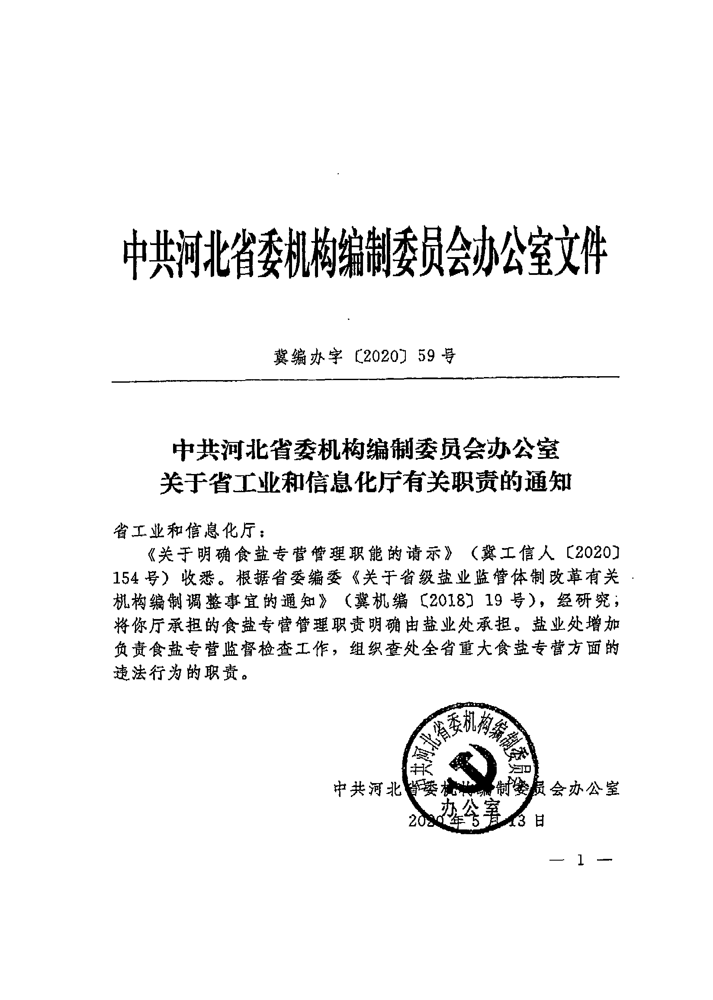 中共河北省委机构编制委员会办公室文件
冀编办字〔2020〕59号
中共河北省委机构编制委员会办公室
关于省工业和信息化厅有关职责的通知
省工业和信息化厅：
《关于明确食盐专营管理职能的请示》（冀工信人〔2020〕
154号）收悉。根据省委编委《关于省级盐业监管体制改革有关
机构编制调整事宜的通知》（冀机编〔2018〕19号），经研究，
将你厅承担的食盐专营管理职责明确由盐业处承担。盐业处增加
负责食盐专营监督检查工作，组织查处全省重大食盐专营方面的
违法行为的职责。
中共河北省委机构编制委员会
办公室
中共河北省委机构编制委员会办公室
2020年5月13日
— 1 —